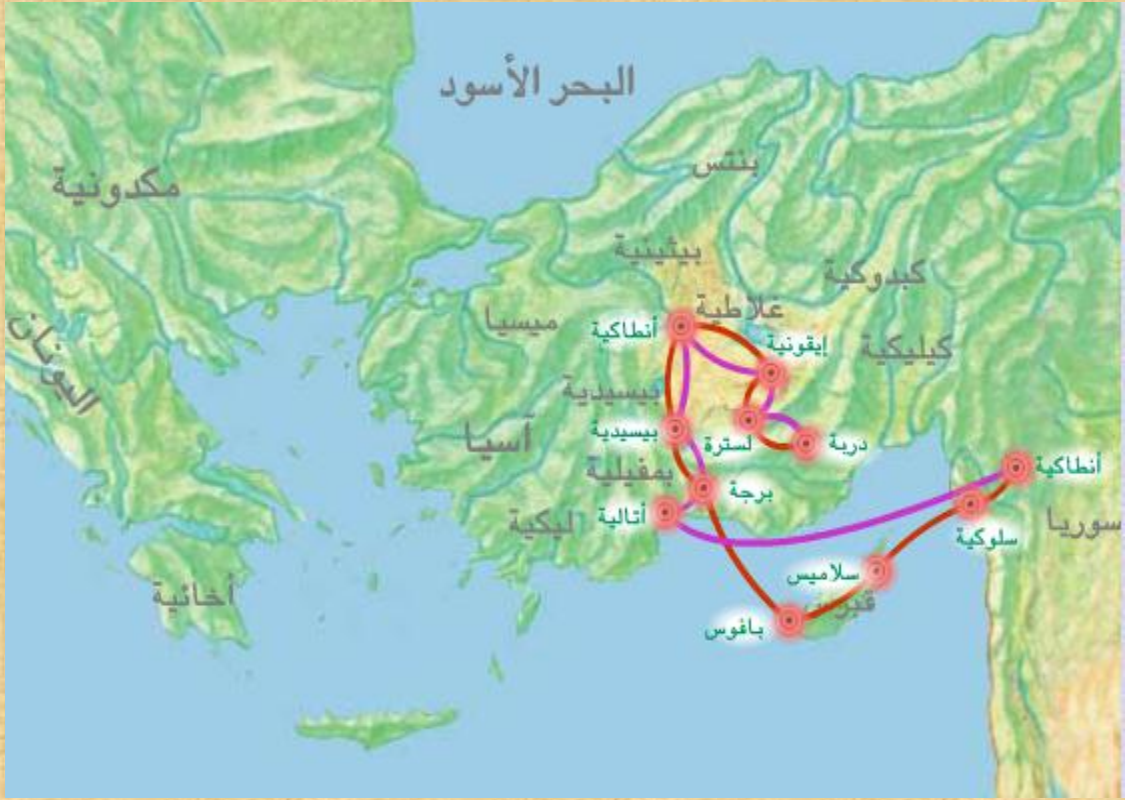 البحر الأسود
مكدونية
بنتس
بيثينية
كبدوكية
غلاطية
ميسيا
أنطاكية
إيقونية
كيليكية
اليونان
بيسيدية
آسيا
بيسيدية
لسترة
دربة
بمفيلية
برجة
أنطاكية
ليكية
أتالية
سوريا
سلوكية
سلاميس
أخائية
قبرس
بافوس